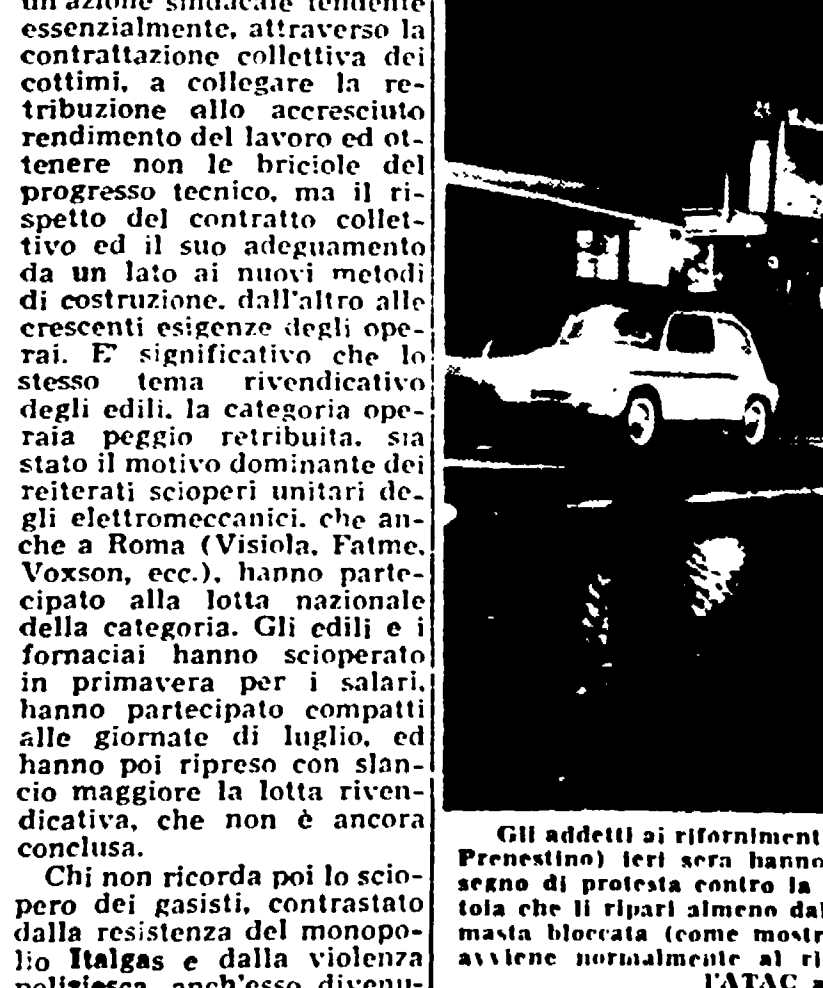 un'azione sindacale tendente
essenzialmente, attraverso la
contrattazione collettiva dei
cottimi, a collegare la re-
tribuzione allo accresciuto
rendimento del lavoro ed ot-
tenere non le briciole del
progresso tecnico, ma il ri-
spetto del contratto collet-
tivo ed il suo adeguamento
da un lato ai nuovi metodi
di costruzione, dall'altro alle
crescenti esigenze degli ope-
rai. E' significativo che lo
stesso tema rivendicativo
degli edili, la categoria ope-
raia peggio retribuita, sia
stato il motivo dominante dei
reiterati scioperi unitari de-
gli elettromeccanici, che an-
che a Roma (Visiola, Fatme,
Voxson, ecc.), hanno parte-
cipato alla lotta nazionale
della categoria. Gli edili e i
fornaciai hanno scioperato
in primavera per i salari,
hanno partecipato compatti
alle giornate di luglio, ed
hanno poi ripreso con slan-
cio maggiore la lotta riven-
dicativa, che non è ancora
conclusa.
Chi non ricorda poi lo scio-
pero dei gasisti, contrastato
dalla resistenza del monopo-
lio Italgas e dalla violenza
poliziesca, anch'esso divenu-
Gli addetti ai riforniment
Prenestino) ieri sera hanno
segno di protesta contro la
toia che li ripari almeno dal
masta bloccata (come mostr
avviene normalmente al ri
l'ATAC a